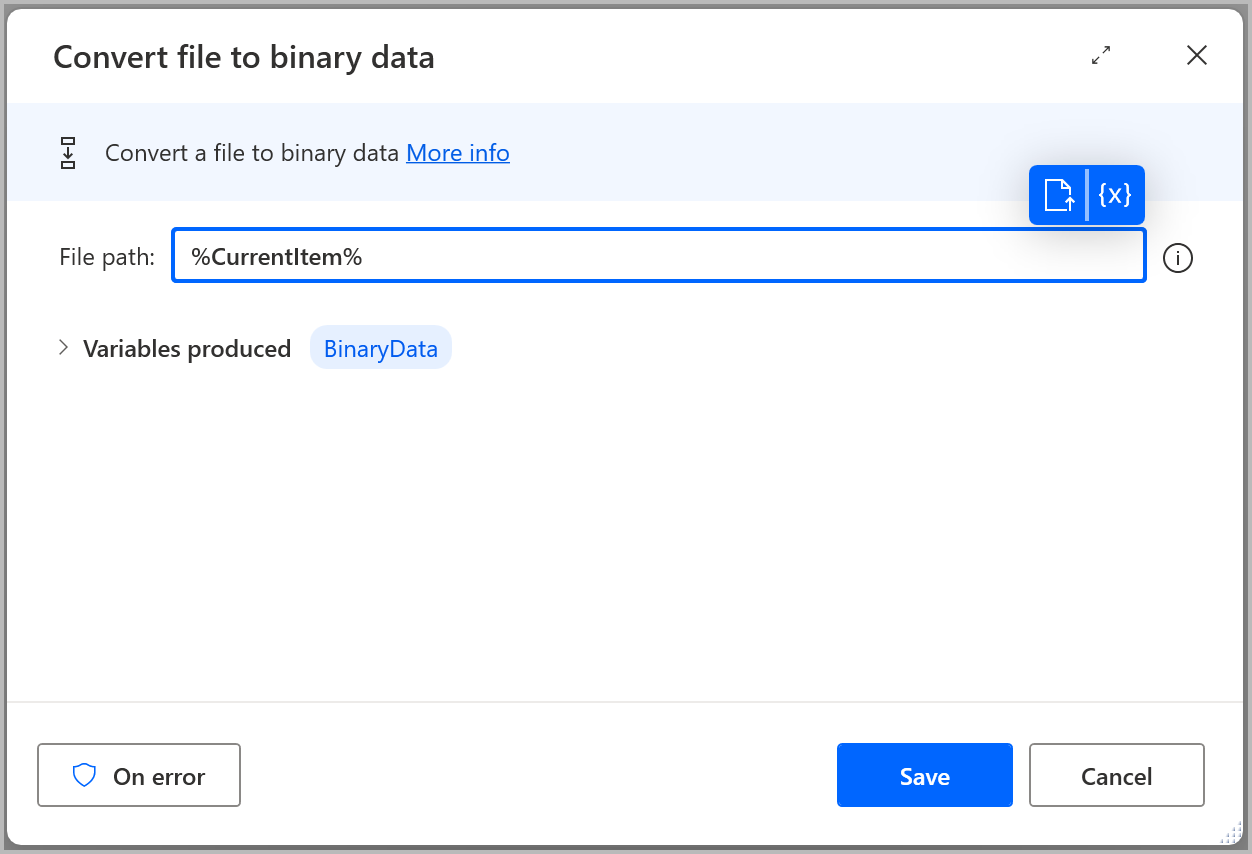 Convert file to binary data
Convert a file to binary data More info
{x}
File path: %CurrentItem%
Variables produced BinaryData
On error Save Cancel